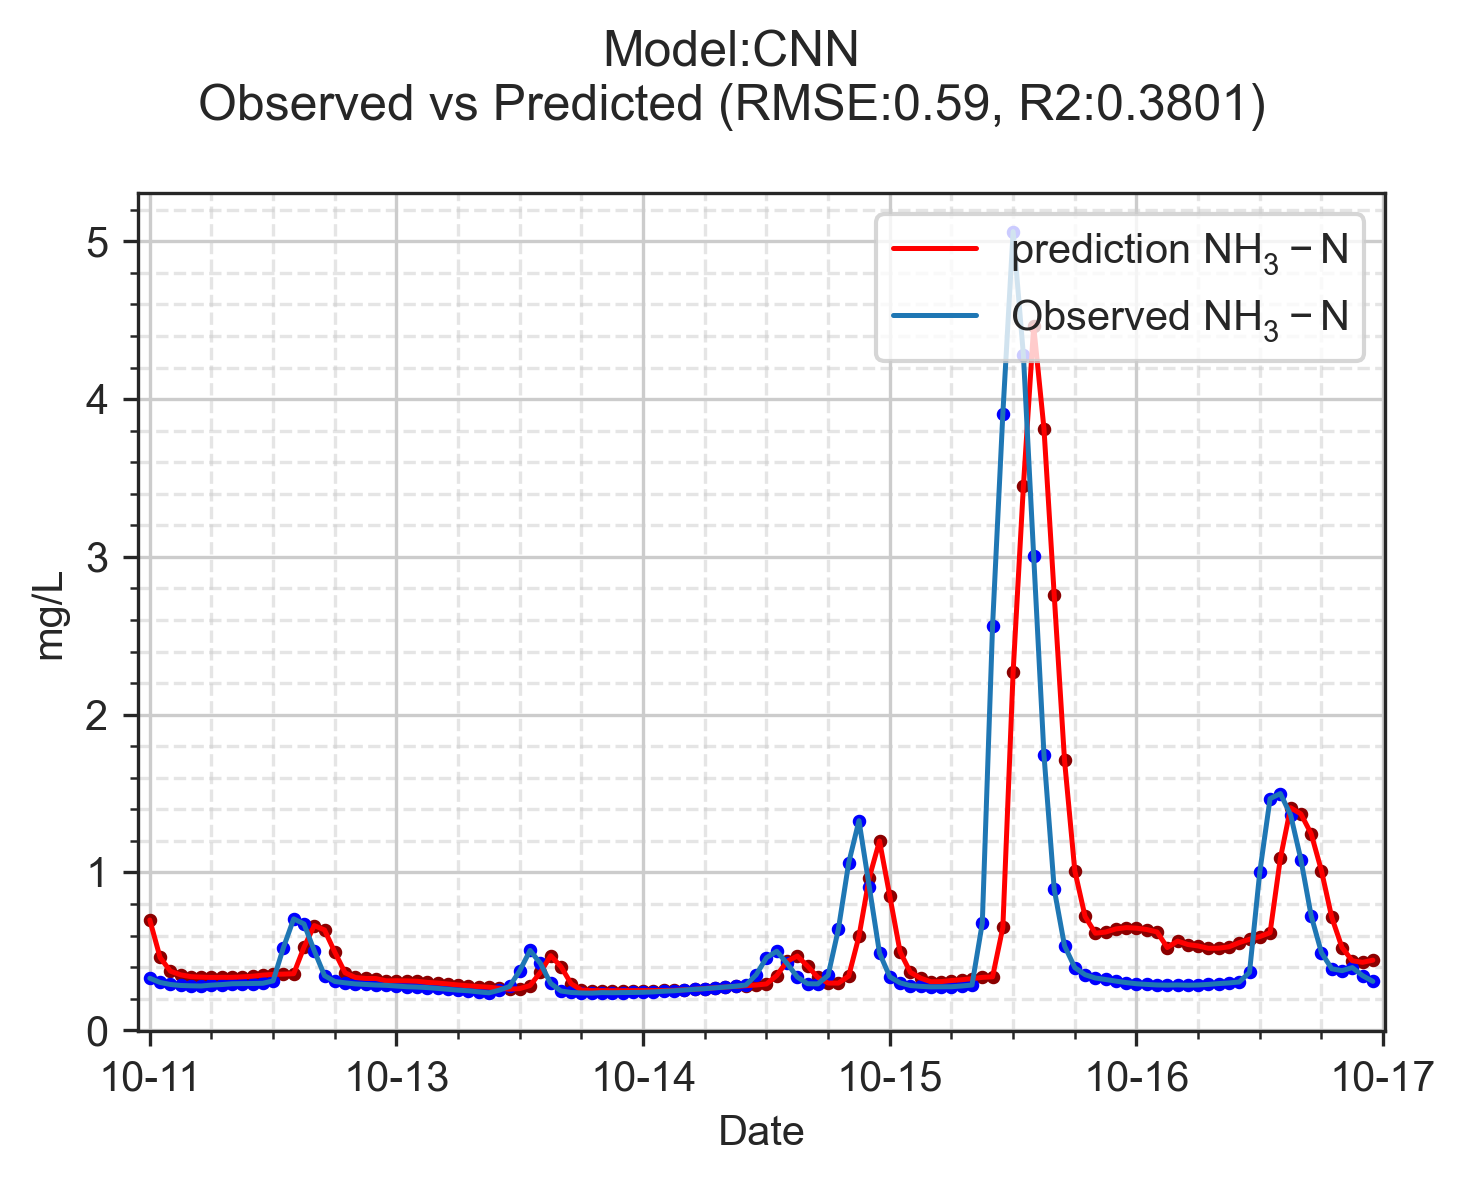 Model:CNN
Observed vs Predicted (RMSE:0.59, R2:0.3801)
prediction NH₃ − N
Observed NH₃ − N
5
4
3
2
1
0
mg/L
10-11 10-13 10-14 10-15 10-16 10-17
Date